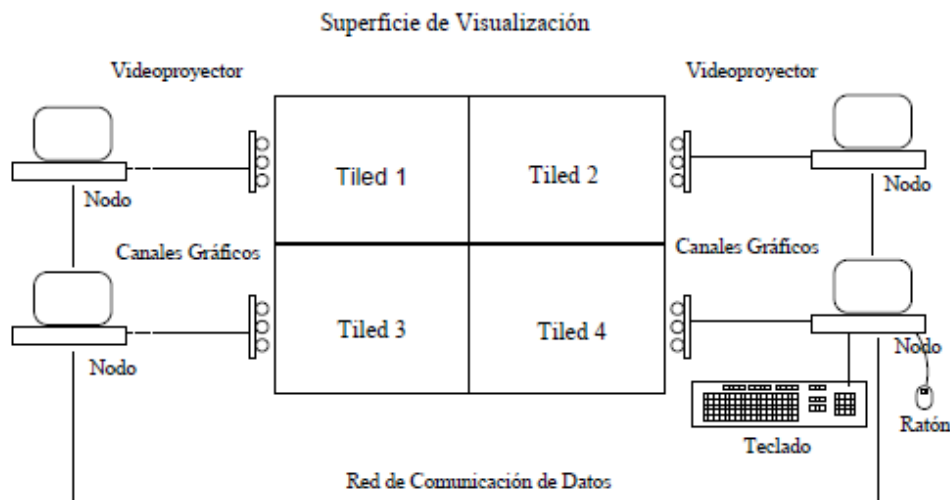 Superficie de Visualización
Videoproyector
Videoproyector
Tiled 1
Tiled 2
Nodo
Nodo
Canales Gráficos
Canales Gráficos
Tiled 3
Tiled 4
Nodo
Nodo
Teclado
Ratón
Red de Comunicación de Datos